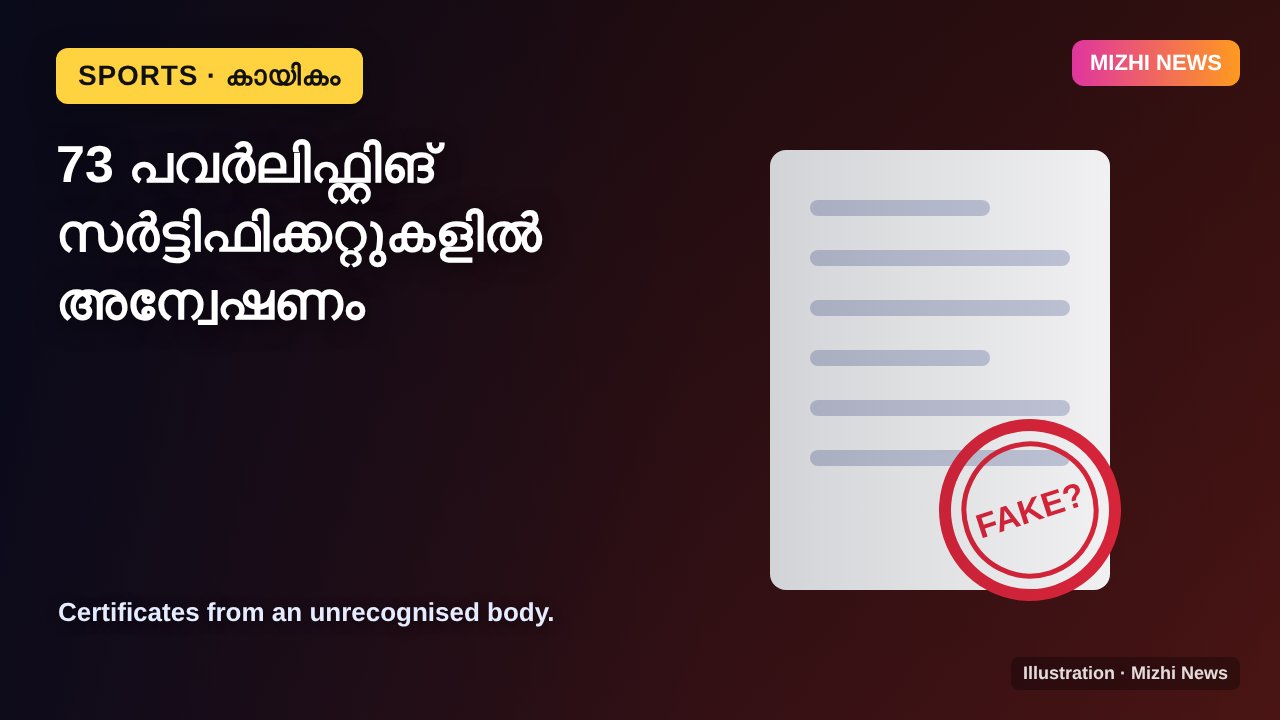 SPORTS · കായികം
MIZHI NEWS
73 പവർലിഫ്റ്റിങ്
സർട്ടിഫിക്കറ്റുകളിൽ
അന്വേഷണം
FAKE?
Certificates from an unrecognised body.
Illustration · Mizhi News